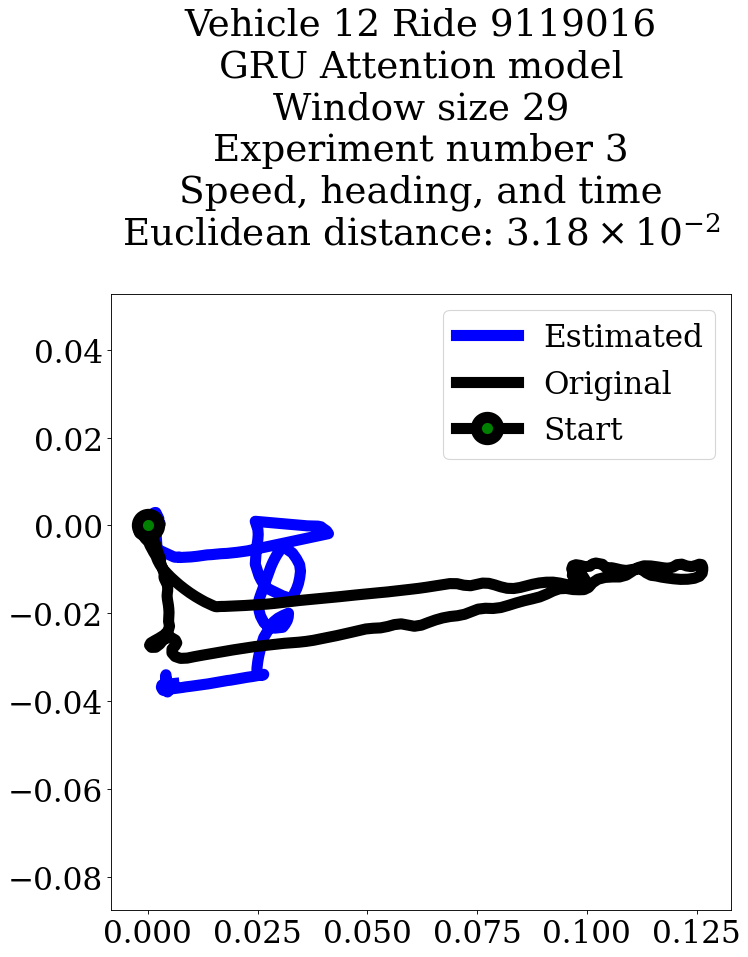 Vehicle 12 Ride 9119016
GRU Attention model
Window size 29
Experiment number 3
Speed, heading, and time
Euclidean distance: 3.18 × 10⁻²
Estimated
Original
Start
0.04
0.02
0.00
−0.02
−0.04
−0.06
−0.08
0.000 0.025 0.050 0.075 0.100 0.125